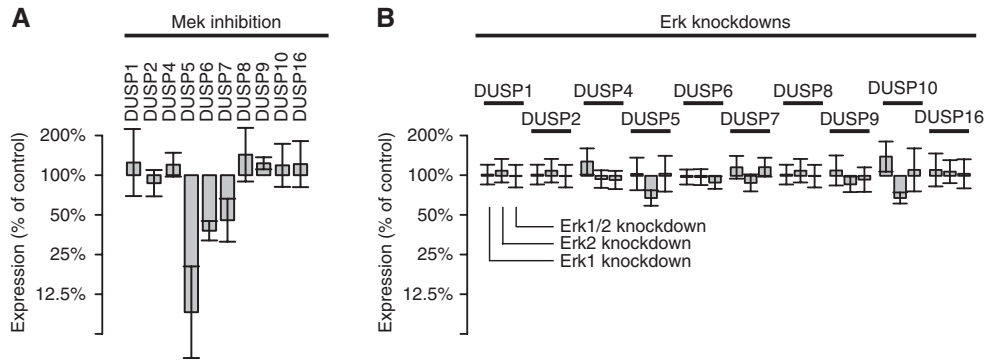 A
Mek inhibition
DUSP1
DUSP2
DUSP4
DUSP5
DUSP6
DUSP7
DUSP8
DUSP9
DUSP10
DUSP16
Expression (% of control)
200%
100%
50%
25%
12.5%
B
Erk knockdowns
DUSP1
DUSP4
DUSP6
DUSP8
DUSP10
DUSP2
DUSP5
DUSP7
DUSP9
DUSP16
Expression (% of control)
200%
100%
50%
25%
12.5%
Erk1/2 knockdown
Erk2 knockdown
Erk1 knockdown